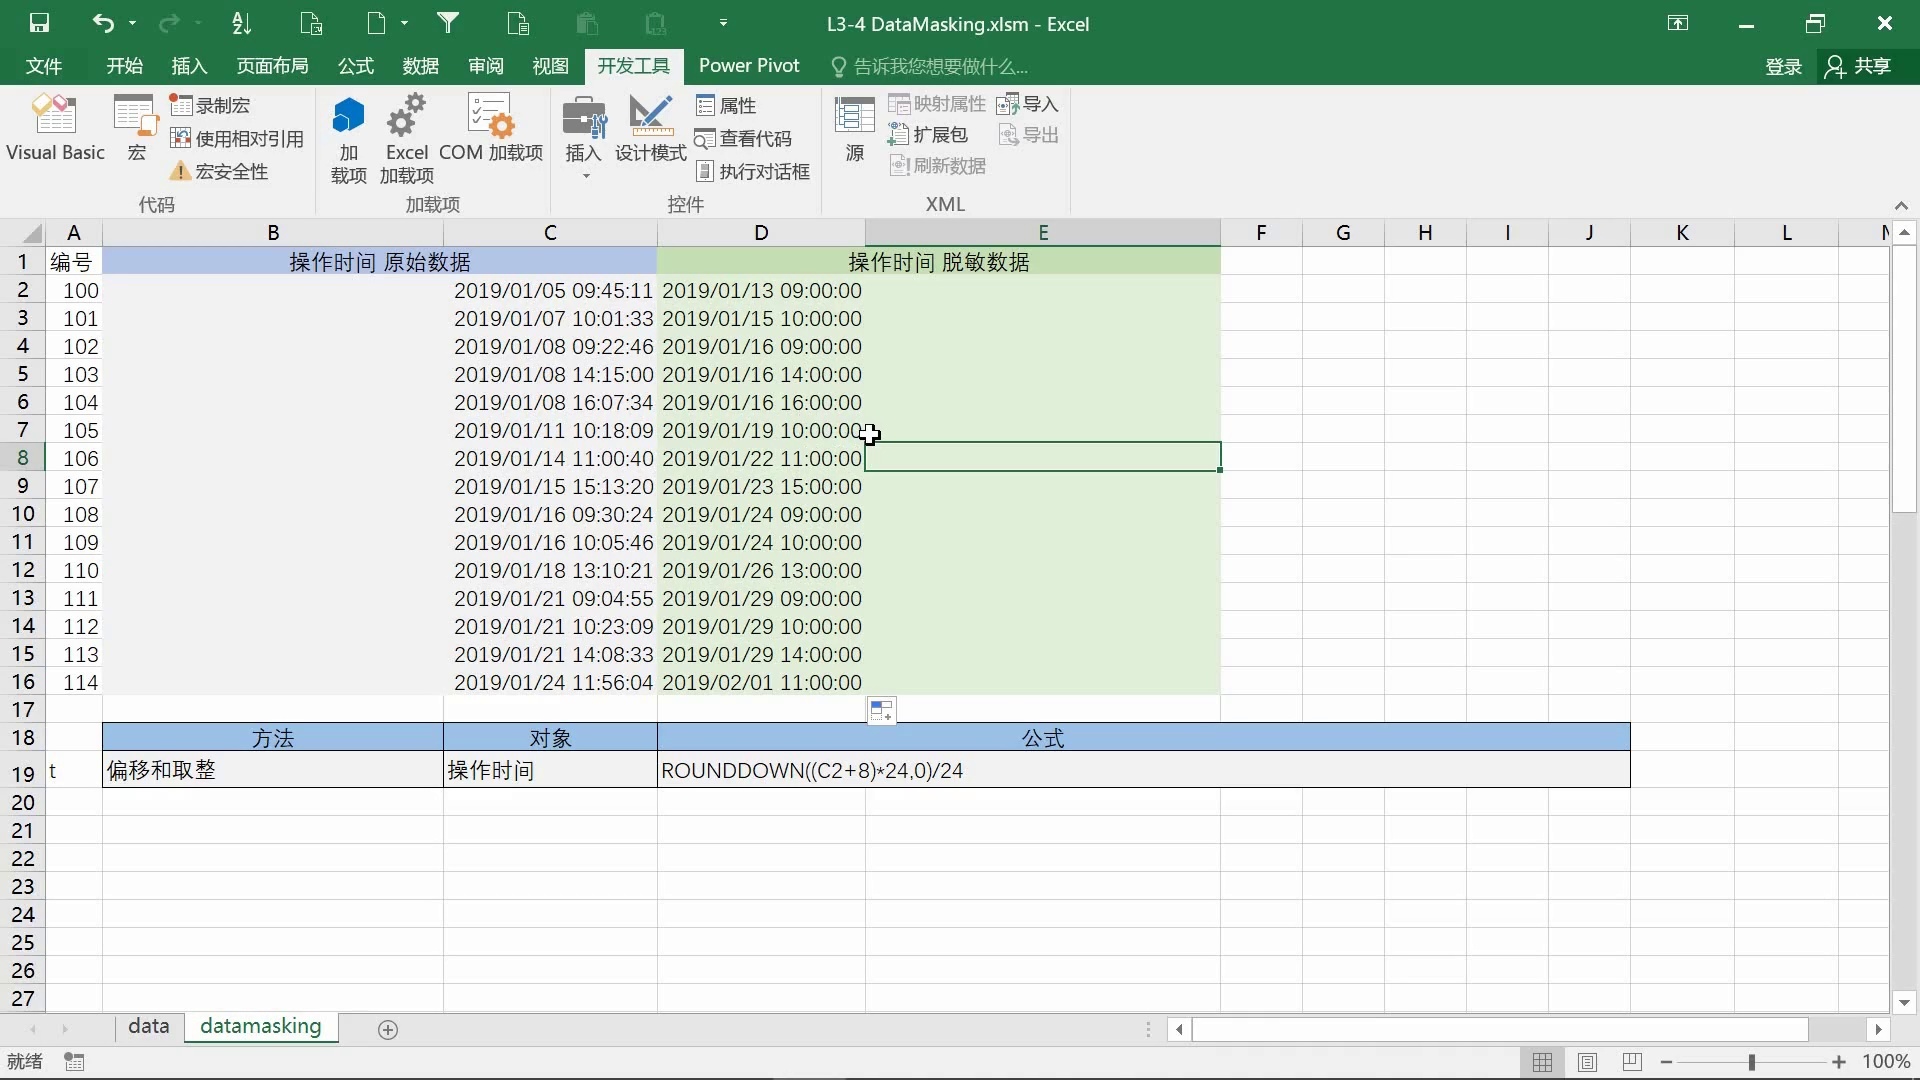 L3-4 DataMasking.xlsm - Excel
文件 开始 插入 页面布局 公式 数据 审阅 视图 开发工具 Power Pivot 告诉我您想要做什么... 登录 共享
Visual Basic
宏
录制宏
使用相对引用
宏安全性
代码
加
载项
Excel
加载项
COM 加载项
加载项
插入
设计模式
属性
查看代码
执行对话框
控件
源
映射属性
扩展包
刷新数据
导入
导出
XML
A B C D E F G H I J K L
1 编号 操作时间 原始数据 操作时间 脱敏数据
2 100 2019/01/05 09:45:11 2019/01/13 09:00:00
3 101 2019/01/07 10:01:33 2019/01/15 10:00:00
4 102 2019/01/08 09:22:46 2019/01/16 09:00:00
5 103 2019/01/08 14:15:00 2019/01/16 14:00:00
6 104 2019/01/08 16:07:34 2019/01/16 16:00:00
7 105 2019/01/11 10:18:09 2019/01/19 10:00:00
8 106 2019/01/14 11:00:40 2019/01/22 11:00:00
9 107 2019/01/15 15:13:20 2019/01/23 15:00:00
10 108 2019/01/16 09:30:24 2019/01/24 09:00:00
11 109 2019/01/16 10:05:46 2019/01/24 10:00:00
12 110 2019/01/18 13:10:21 2019/01/26 13:00:00
13 111 2019/01/21 09:04:55 2019/01/29 09:00:00
14 112 2019/01/21 10:23:09 2019/01/29 10:00:00
15 113 2019/01/21 14:08:33 2019/01/29 14:00:00
16 114 2019/01/24 11:56:04 2019/02/01 11:00:00
17
18 方法 对象 公式
19 t 偏移和取整 操作时间 ROUNDDOWN((C2+8)*24,0)/24
20
21
22
23
24
25
26
27
data datamasking
就绪 100%